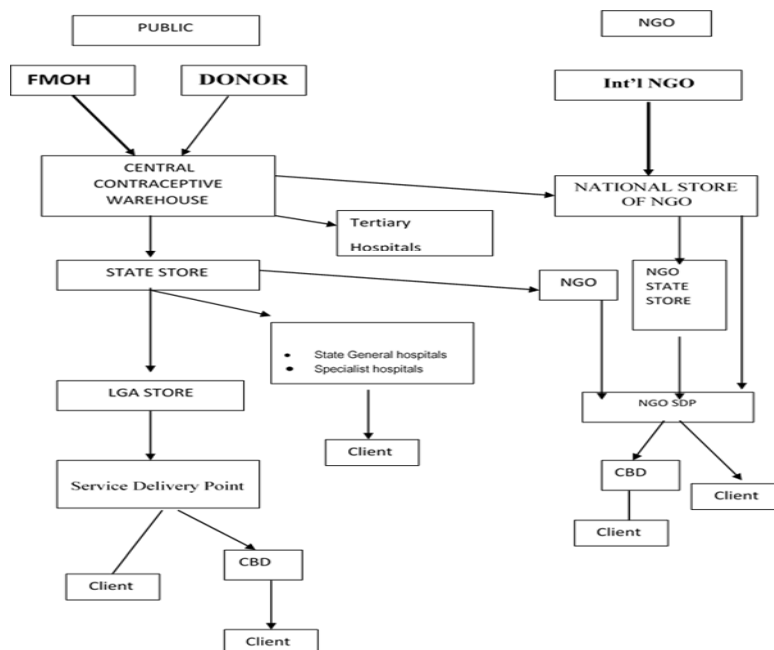 PUBLIC
NGO
FMOH
DONOR
Int'l NGO
CENTRAL
CONTRACEPTIVE
WAREHOUSE
NATIONAL STORE
OF NGO
Tertiary
Hospitals
STATE STORE
NGO
NGO
STATE
STORE
• State General hospitals
• Specialist hospitals
LGA STORE
NGO SDP
Client
Service Delivery Point
CBD
Client
Client
CBD
Client
Client